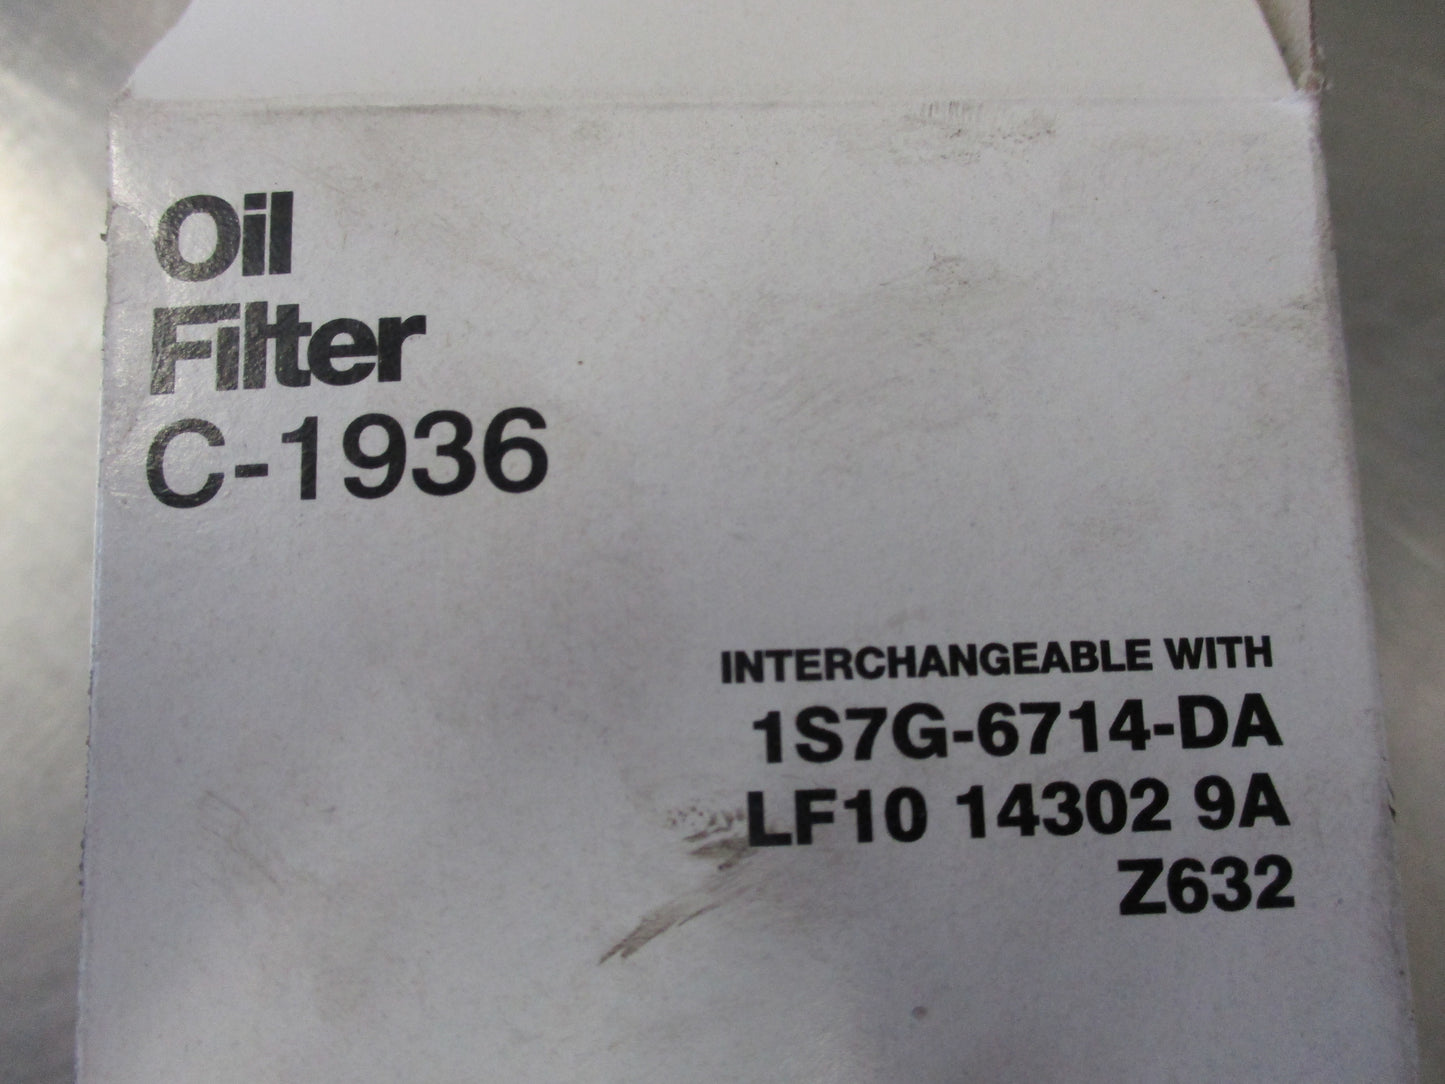 Oil
Filter
C-1936
INTERCHANGEABLE WITH
1S7G-6714-DA
LF10 14302 9A
Z632